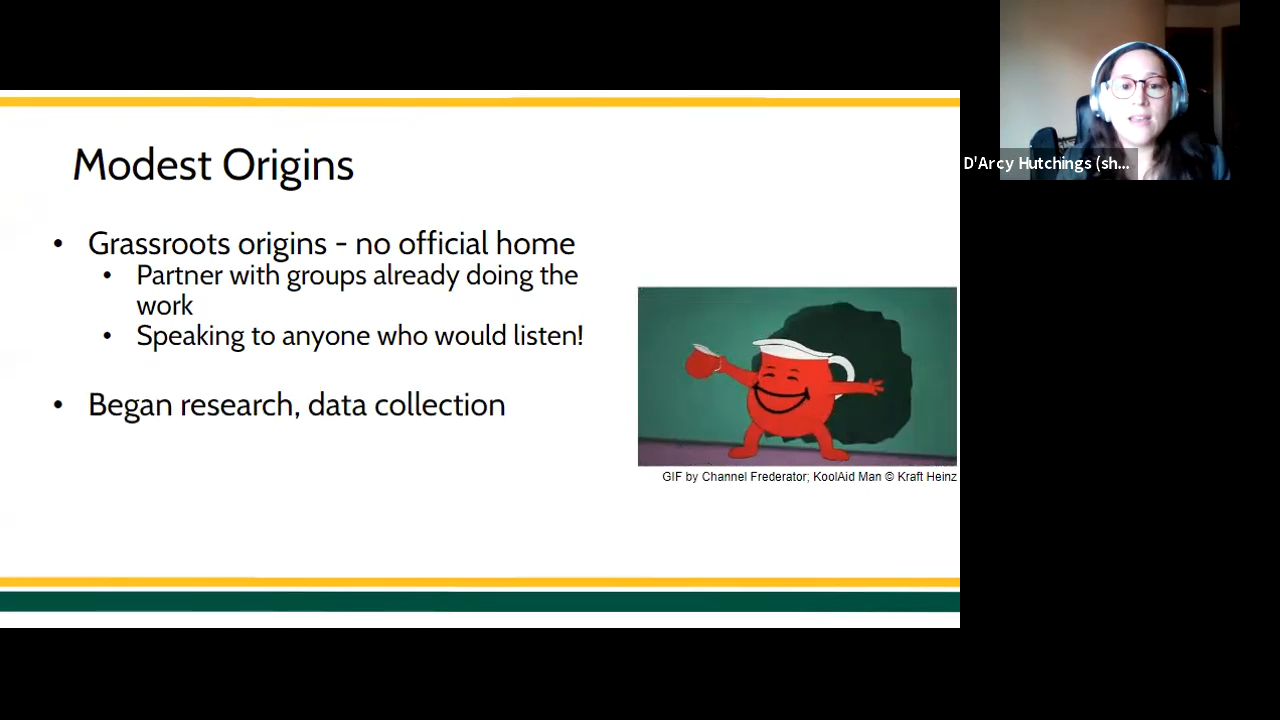 Modest Origins
• Grassroots origins - no official home
• Partner with groups already doing the
work
• Speaking to anyone who would listen!
• Began research, data collection
GIF by Channel Frederator; KoolAid Man © Kraft Heinz
D'Arcy Hutchings (sh...